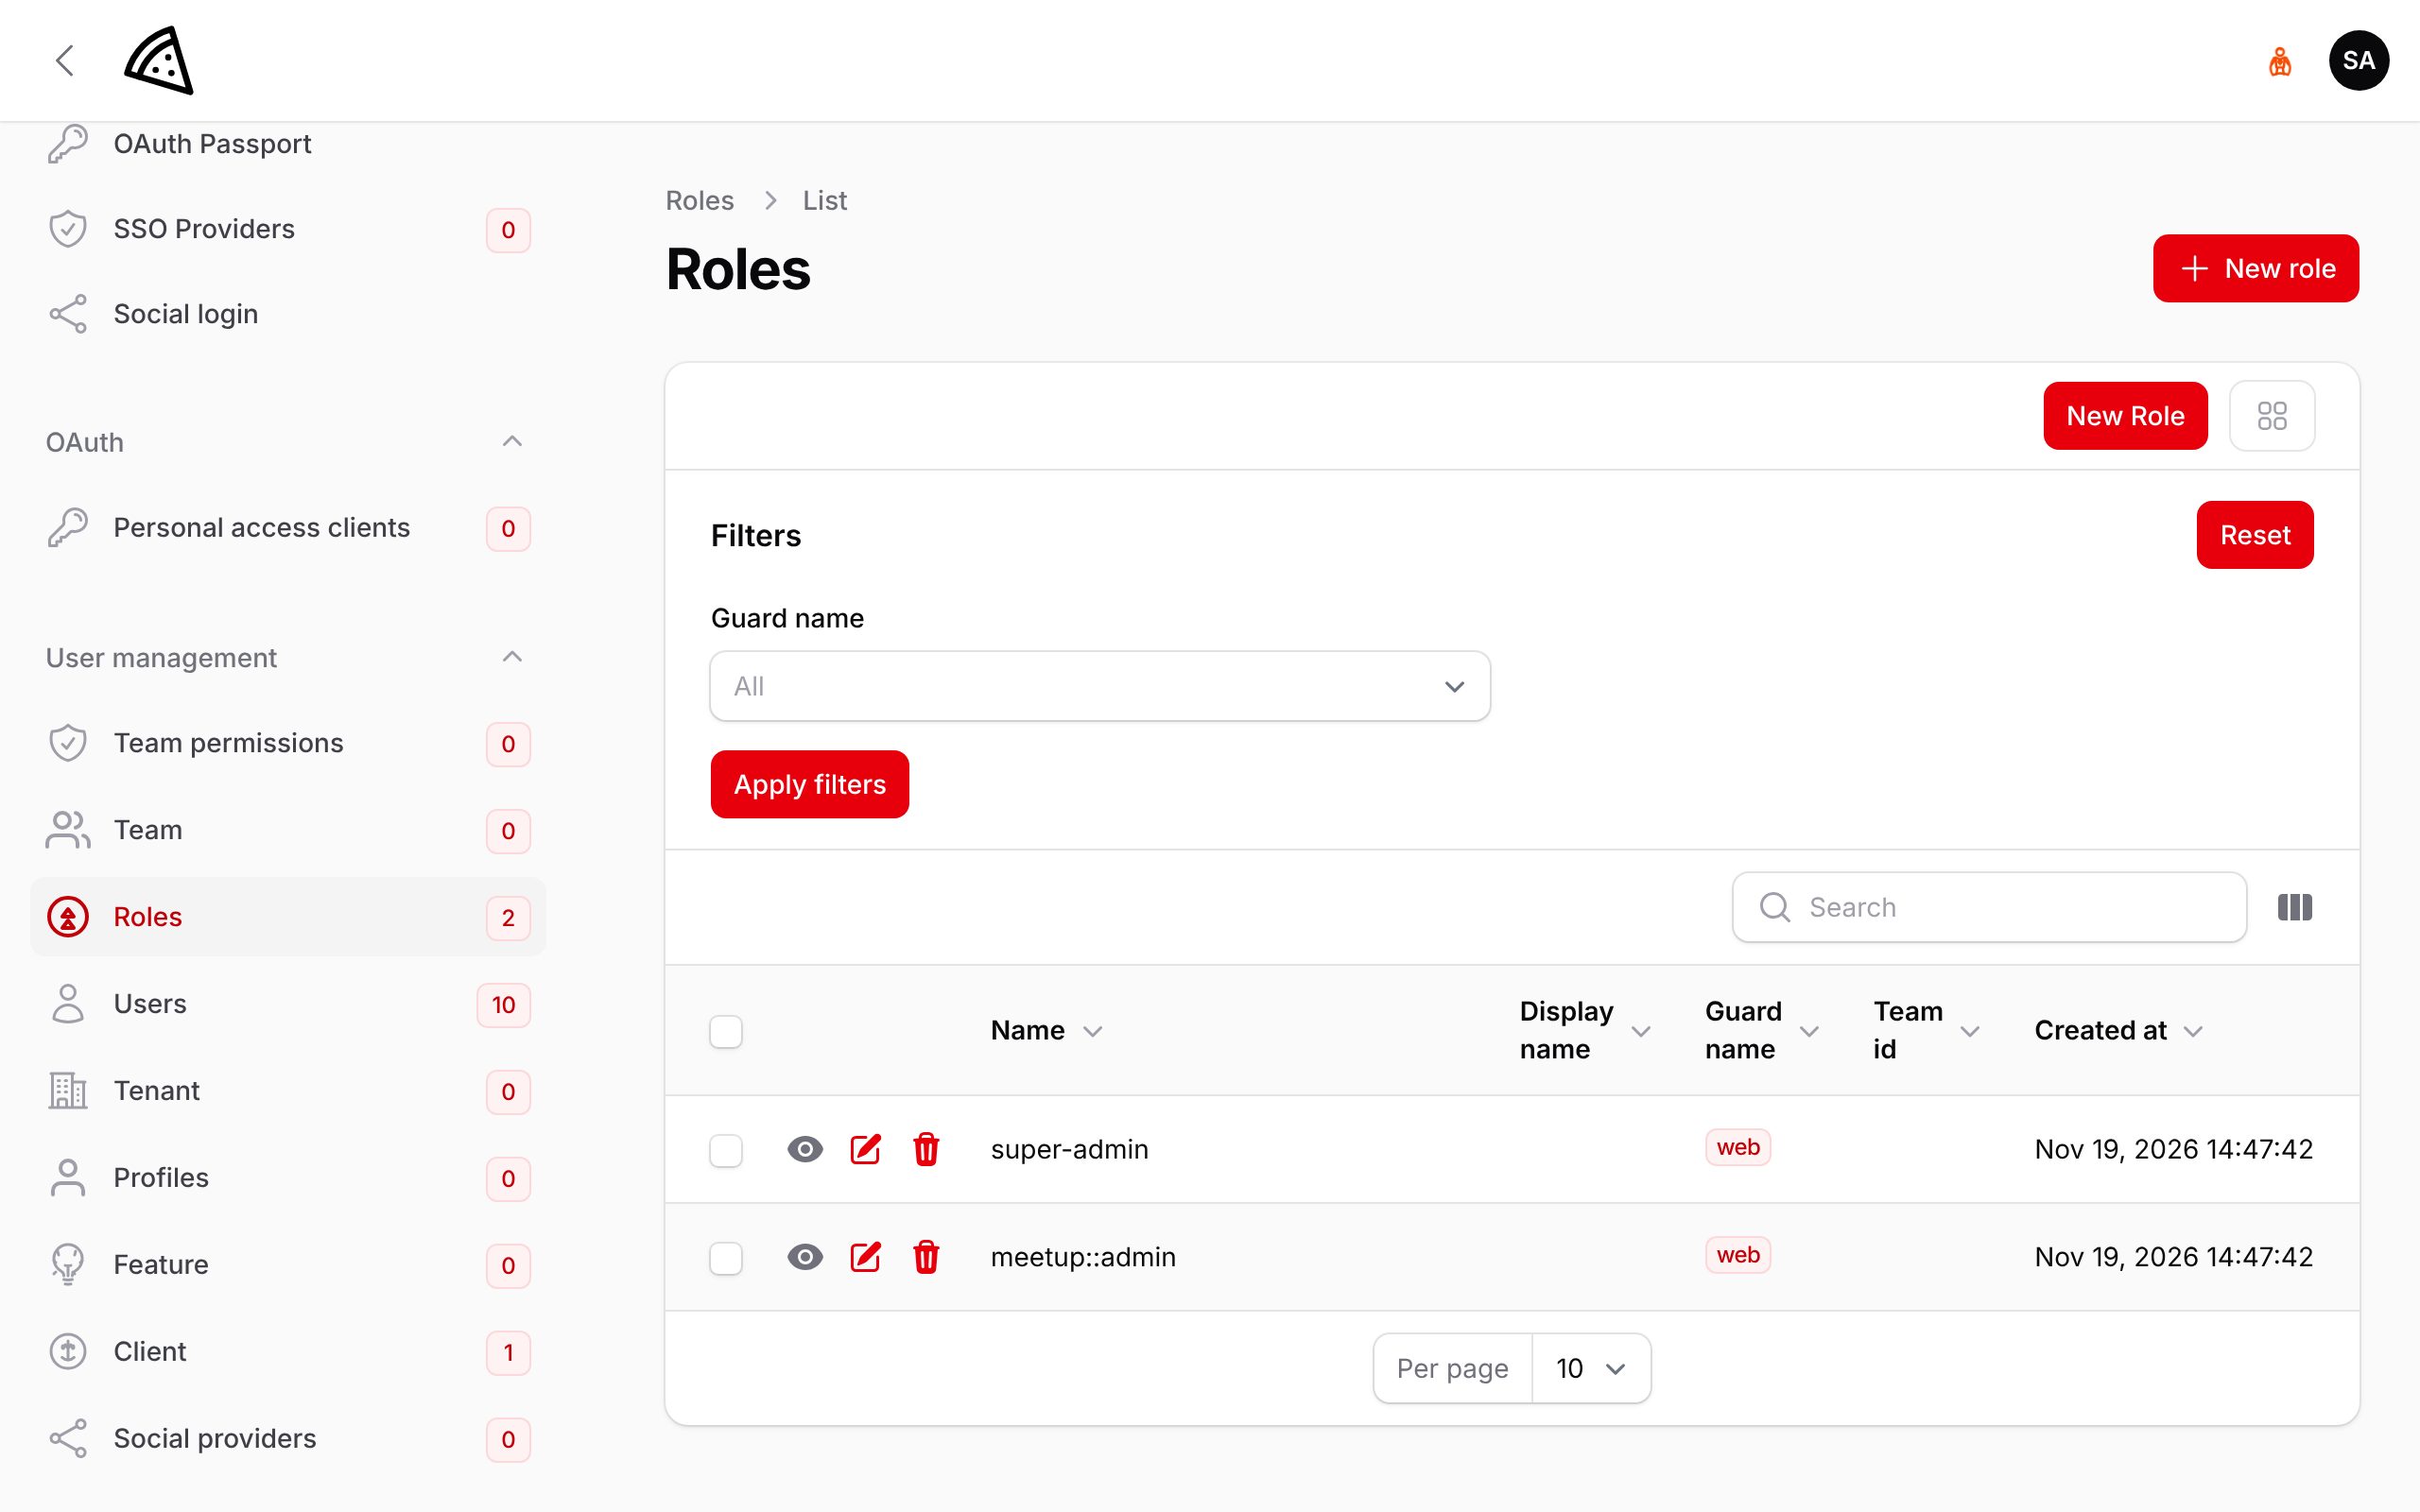 SA
OAuth Passport
SSO Providers 0
Social login
OAuth
Personal access clients 0
User management
Team permissions 0
Team 0
Roles 2
Users 10
Tenant 0
Profiles 0
Feature 0
Client 1
Social providers 0
Roles List
Roles
New role
New Role
Filters
Reset
Guard name
All
Apply filters
Search
Name Display name Guard name Team id Created at
super-admin web Nov 19, 2026 14:47:42
meetup::admin web Nov 19, 2026 14:47:42
Per page 10